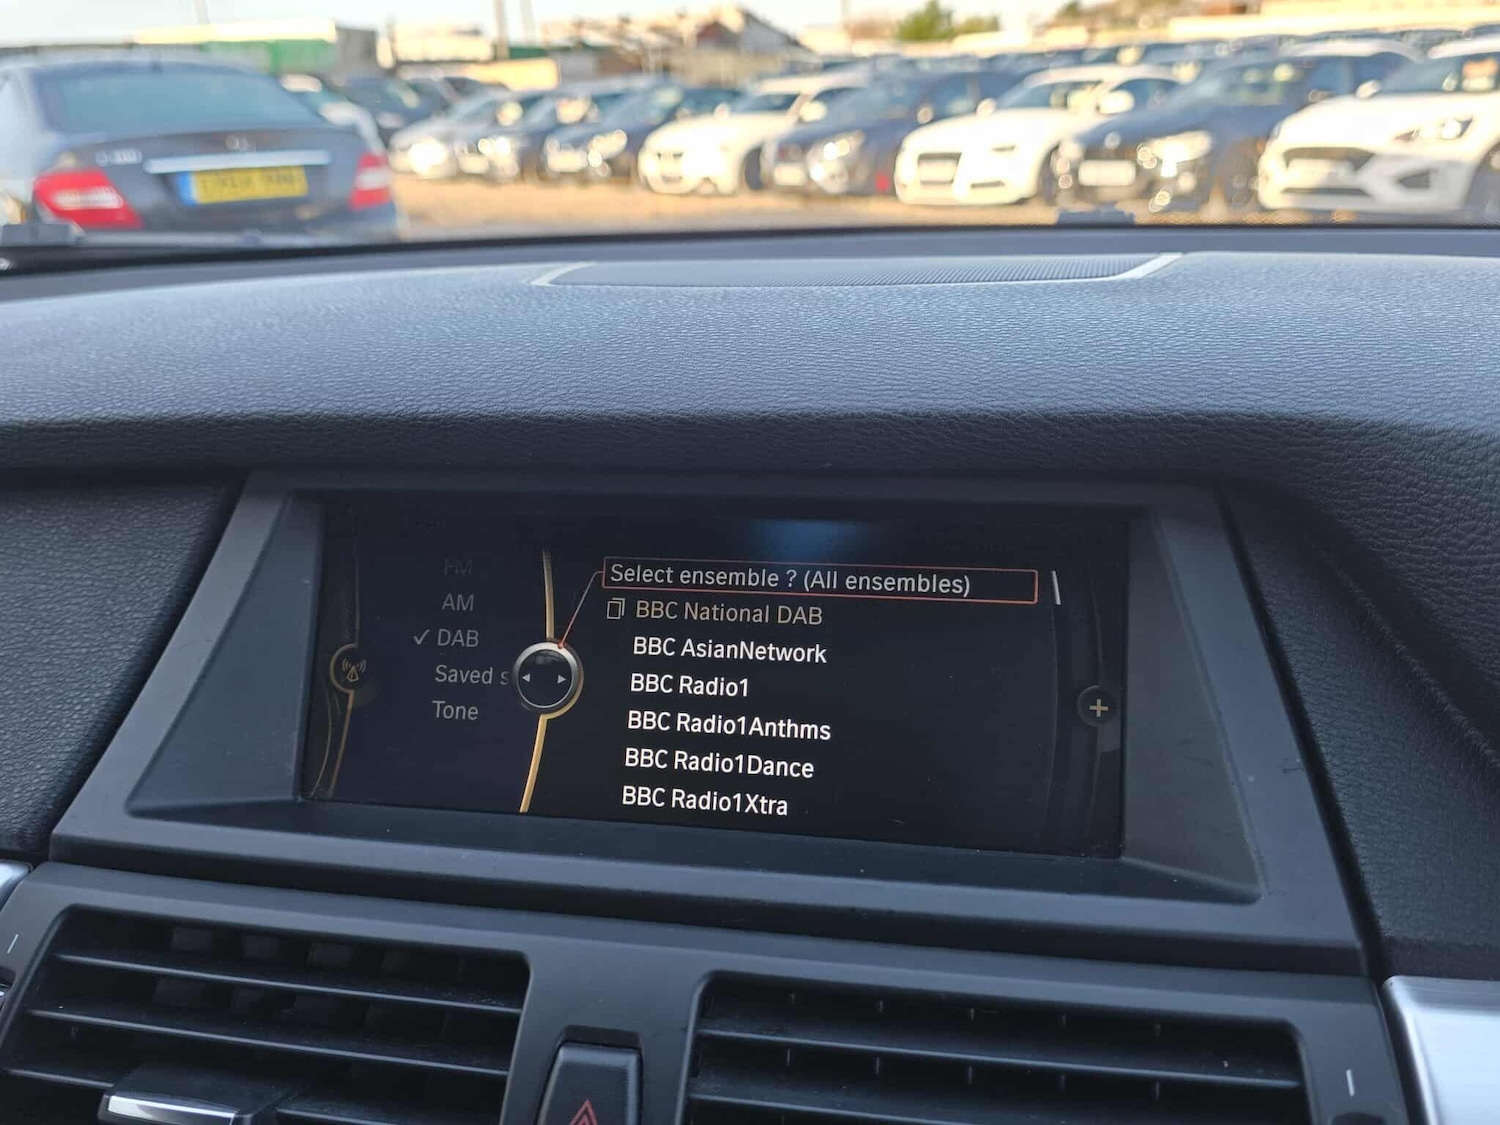 FM
AM
✓ DAB
Saved s
Tone
Select ensemble ? (All ensembles)
BBC National DAB
BBC AsianNetwork
BBC Radio1
BBC Radio1Anthms
BBC Radio1Dance
BBC Radio1Xtra